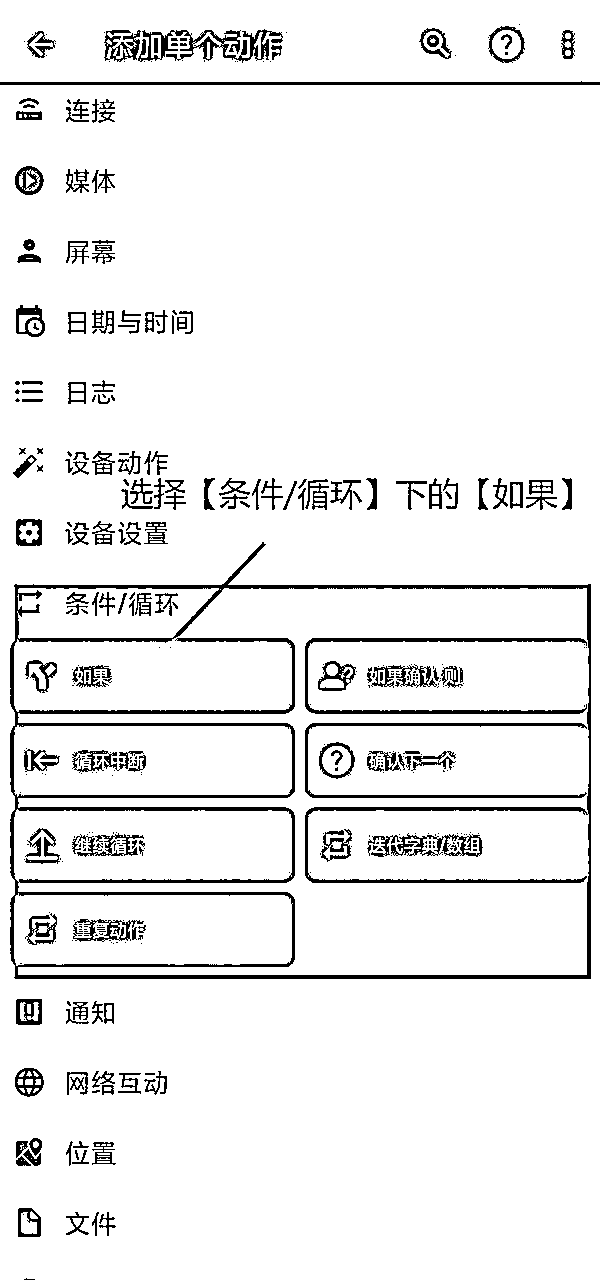 添加单个动作
连接
媒体
屏幕
日期与时间
日志
设备动作
选择【条件/循环】下的【如果】
设备设置
条件/循环
如果
如果确认则
循环中断
确认下一个
继续循环
迭代字典/数组
重复动作
通知
网络互动
位置
文件